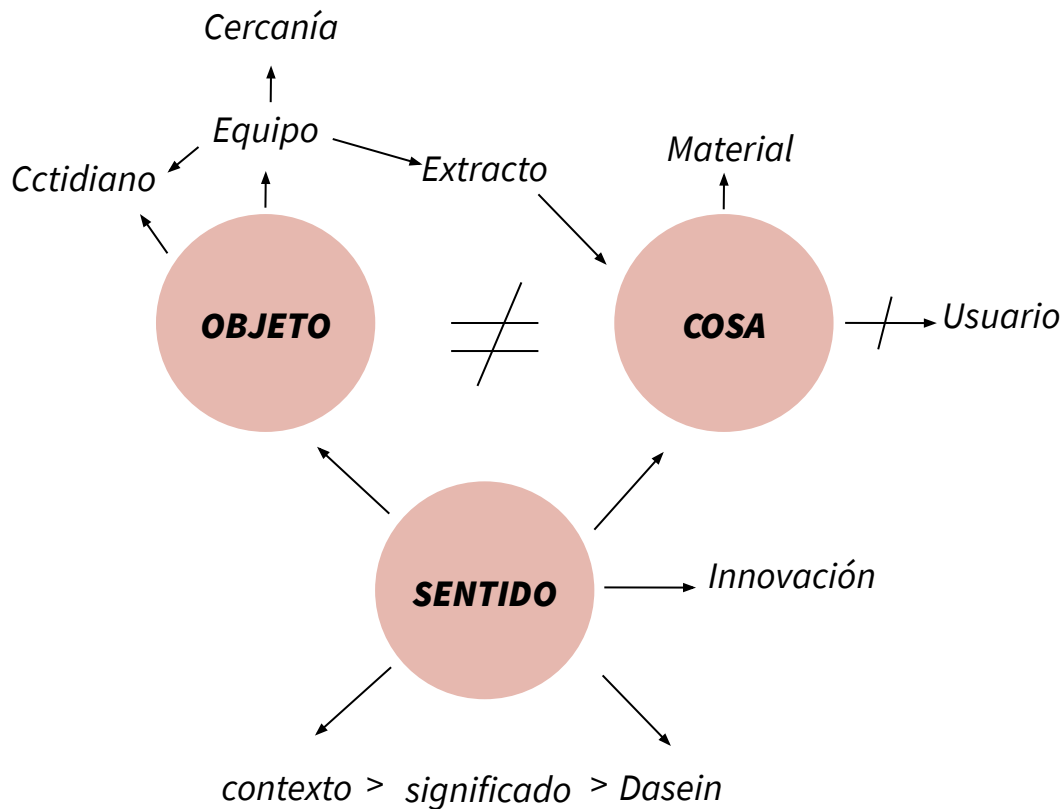 Cercanía
Equipo
Cctidiano
Extracto
Material
OBJETO
≠
COSA
Usuario
SENTIDO
Innovación
contexto > significado > Dasein